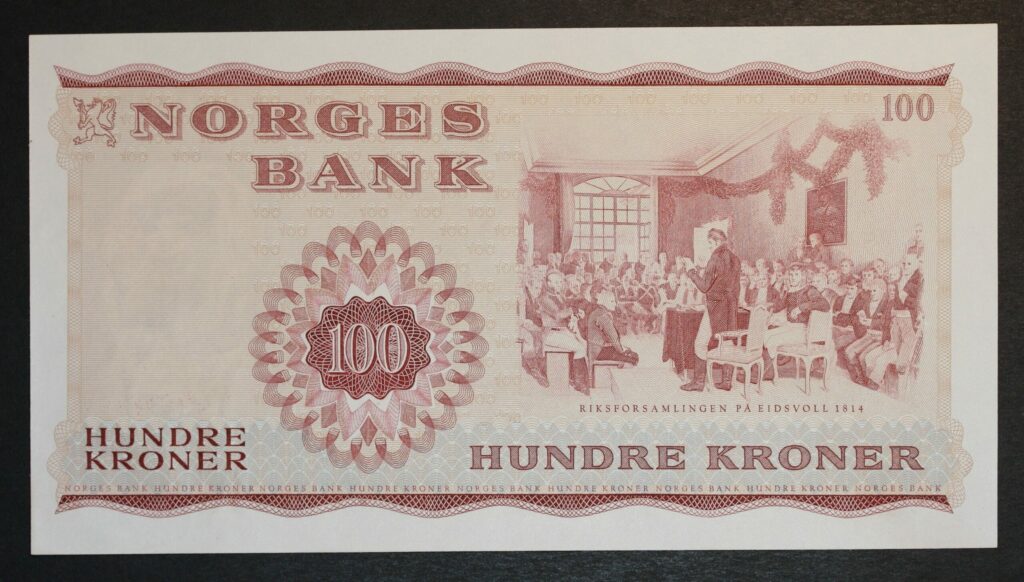 NORGES
BANK
100
100
RIKSFORSAMLINGEN PÅ EIDSVOLL 1814
HUNDRE
KRONER
HUNDRE KRONER
NORGES BANK HUNDRE KRONER NORGES BANK HUNDRE KRONER NORGES BANK HUNDRE KRONER NORGES BANK HUNDRE KRONER NORGES BANK